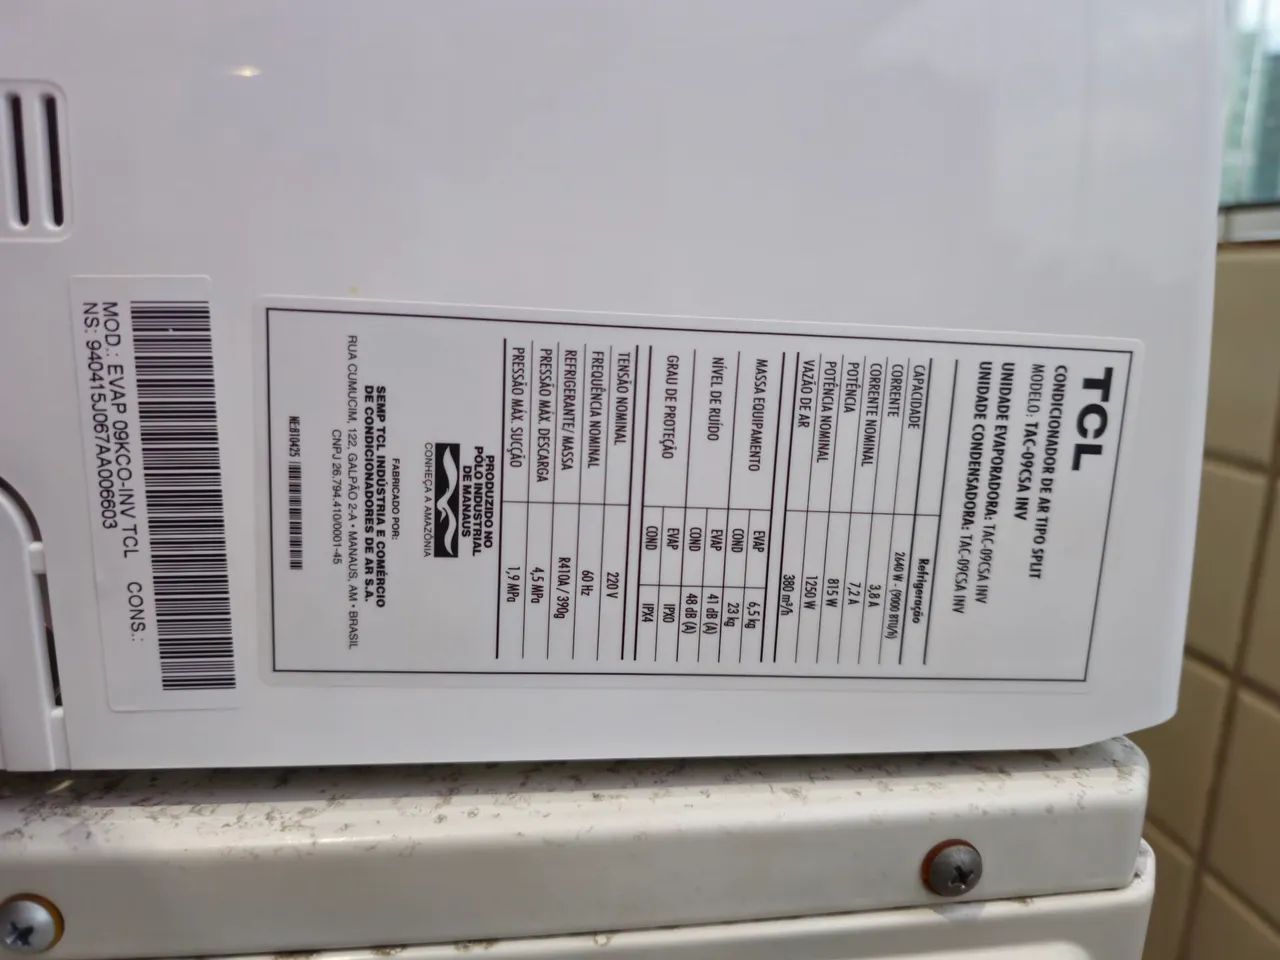 TCL
CONDICIONADOR DE AR TIPO SPLIT
MODELO: TAC-09CSA INV
UNIDADE EVAPORADORA: TAC-09CSA INV
UNIDADE CONDENSADORA: TAC-09CSA INV
Refrigeração
CAPACIDADE 2640 W - (9000 BTU/h)
CORRENTE 3,8 A
CORRENTE NOMINAL 7,2 A
POTÊNCIA 815 W
POTÊNCIA NOMINAL 1250 W
VAZÃO DE AR 380 m³/h
MASSA EQUIPAMENTO EVAP 6,5 kg
COND 23 kg
NÍVEL DE RUÍDO EVAP 41 dB (A)
COND 48 dB (A)
GRAU DE PROTEÇÃO EVAP IPX0
COND IPX4
TENSÃO NOMINAL 220 V
FREQUÊNCIA NOMINAL 60 Hz
REFRIGERANTE/ MASSA R410A / 390g
PRESSÃO MÁX. DESCARGA 4,5 MPa
PRESSÃO MÁX. SUCÇÃO 1,9 MPa
PRODUZIDO NO
PÓLO INDUSTRIAL
DE MANAUS
CONHEÇA A AMAZÔNIA
FABRICADO POR:
SEMP TCL INDÚSTRIA E COMÉRCIO
DE CONDICIONADORES DE AR S.A.
RUA CUMUCIM, 122, GALPÃO 2-A • MANAUS, AM • BRASIL
CNPJ 26.794.410/0001-45
NEB10425
MOD.: EVAP 09KCO-INV TCL CONS.:
NS: 940415J067AA006603